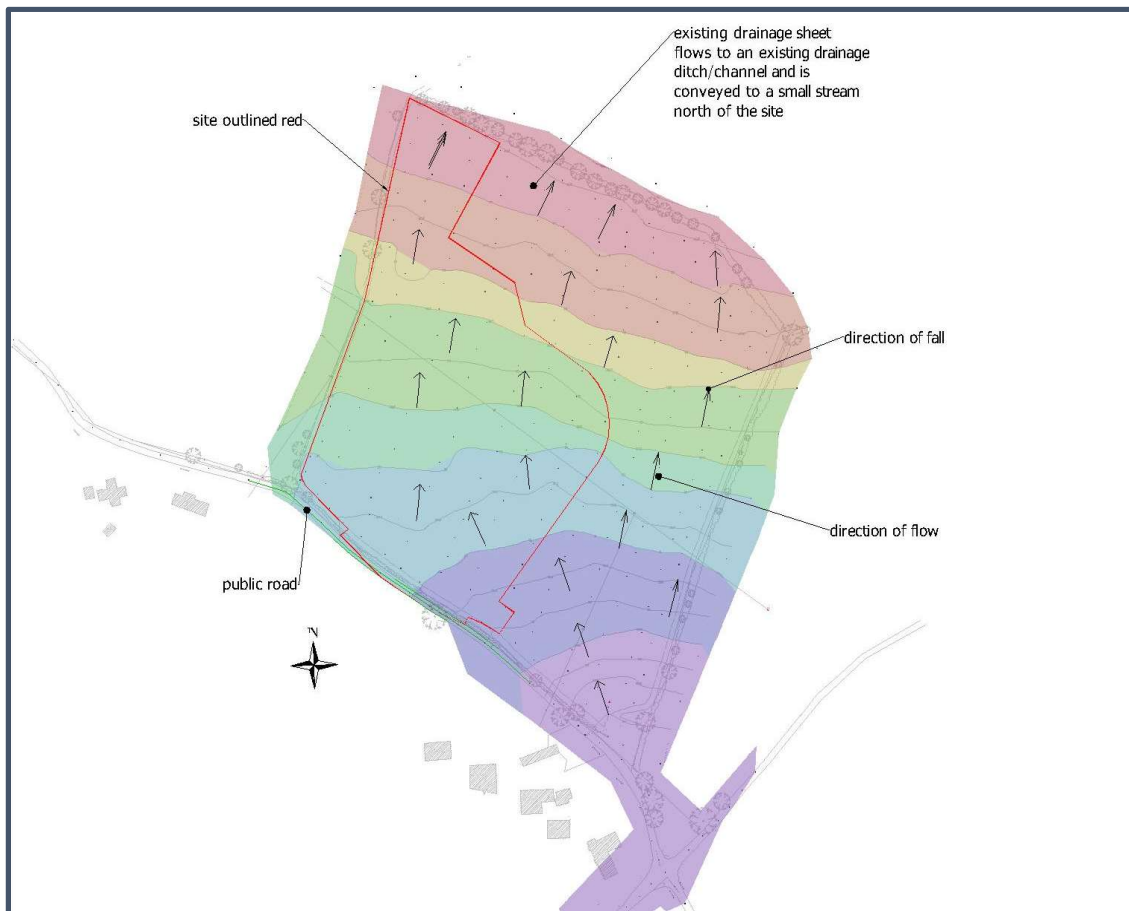 existing drainage sheet
flows to an existing drainage
ditch/channel and is
conveyed to a small stream
north of the site
site outlined red
direction of fall
direction of flow
public road
N